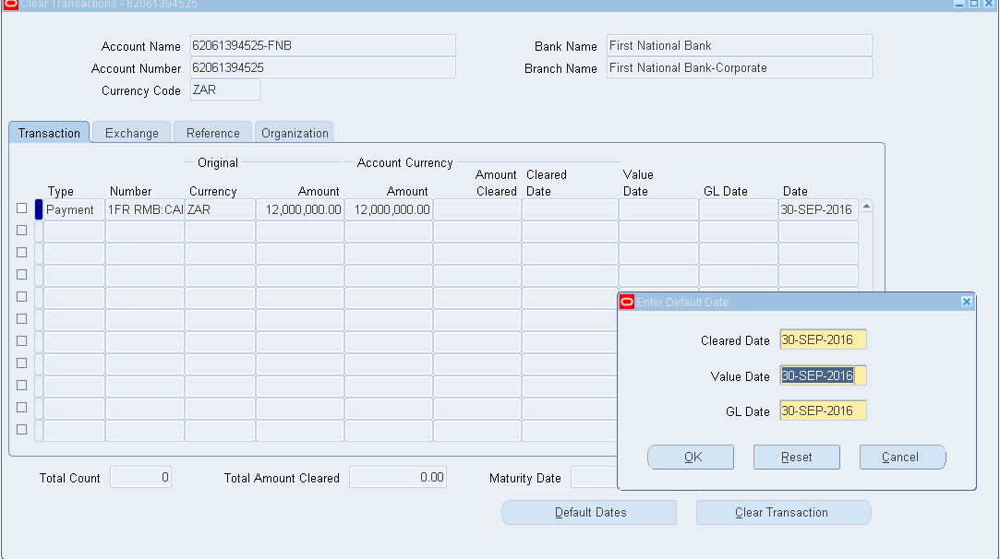 Clear Transactions - 62061394525
Account Name 62061394525-FNB Bank Name First National Bank
Account Number 62061394525 Branch Name First National Bank-Corporate
Currency Code ZAR
Transaction Exchange Reference Organization
Original Account Currency
Amount Cleared Value
Type Number Currency Amount Amount Cleared Date Date GL Date Date
Payment 1FR RMB:CAI ZAR 12,000,000.00 12,000,000.00 30-SEP-2016
Enter Default Date
Cleared Date 30-SEP-2016
Value Date 30-SEP-2016
GL Date 30-SEP-2016
OK Reset Cancel
Total Count 0 Total Amount Cleared 0.00 Maturity Date
Default Dates Clear Transaction